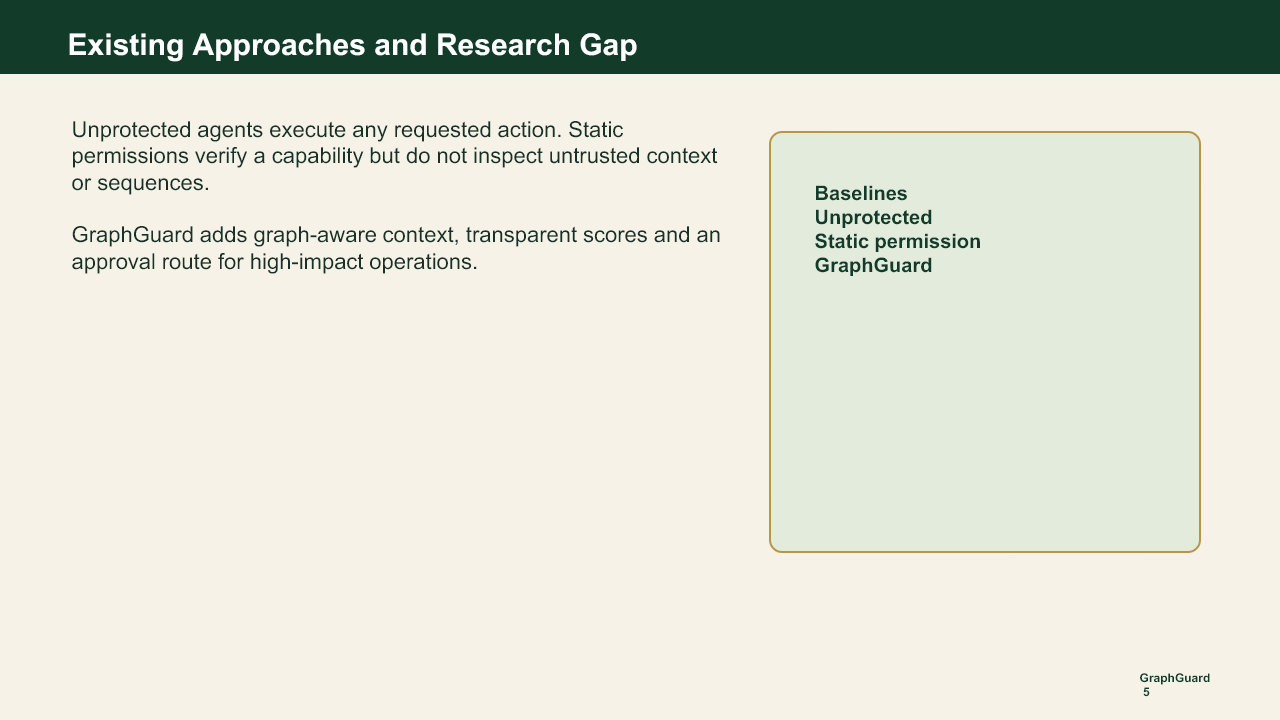 Existing Approaches and Research Gap
Unprotected agents execute any requested action. Static
permissions verify a capability but do not inspect untrusted context
or sequences.
GraphGuard adds graph-aware context, transparent scores and an
approval route for high-impact operations.
Baselines
Unprotected
Static permission
GraphGuard
GraphGuard
5